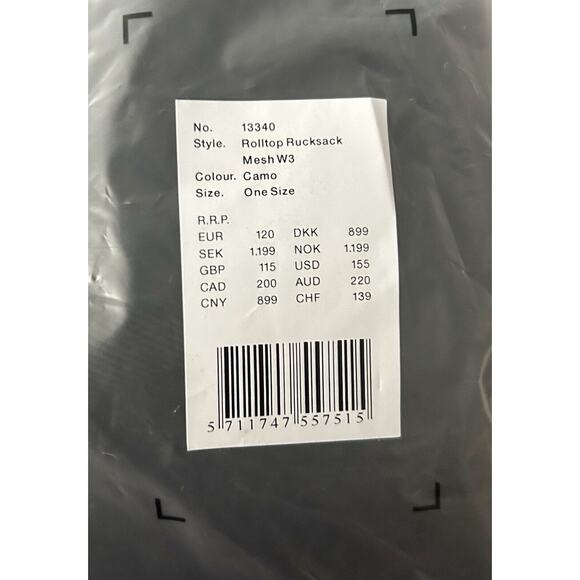 No. 13340
Style. Rolltop Rucksack
Mesh W3
Colour. Camo
Size. One Size
R.R.P.
EUR 120 DKK 899
SEK 1.199 NOK 1.199
GBP 115 USD 155
CAD 200 AUD 220
CNY 899 CHF 139
5 711747 557515